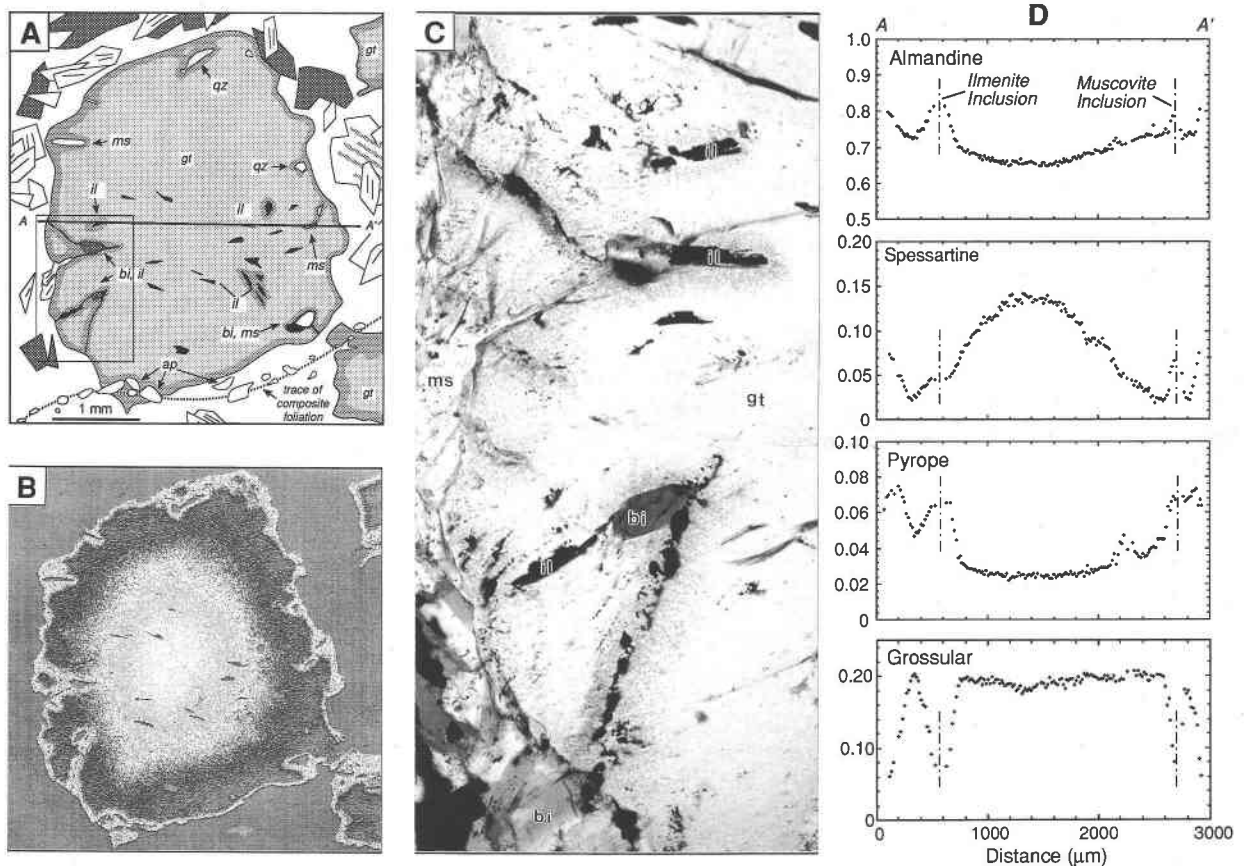 A
gt
qz
ms
gt
qz
il
il
A
A'
bi, il
ms
il
bi, ms
ap
trace of
composite
foliation
gt
1 mm
B
C
il
il
ms
gt
bi
il
bi
D
A
A'
1.0
Almandine
0.9
Ilmenite
Inclusion
Muscovite
Inclusion
0.8
0.7
0.6
0.5
0.20
Spessartine
0.15
0.10
0.05
0.00
0.10
Pyrope
0.08
0.06
0.04
0.02
0.00
Grossular
0.20
0.10
0.00
0
1000
2000
3000
Distance (µm)